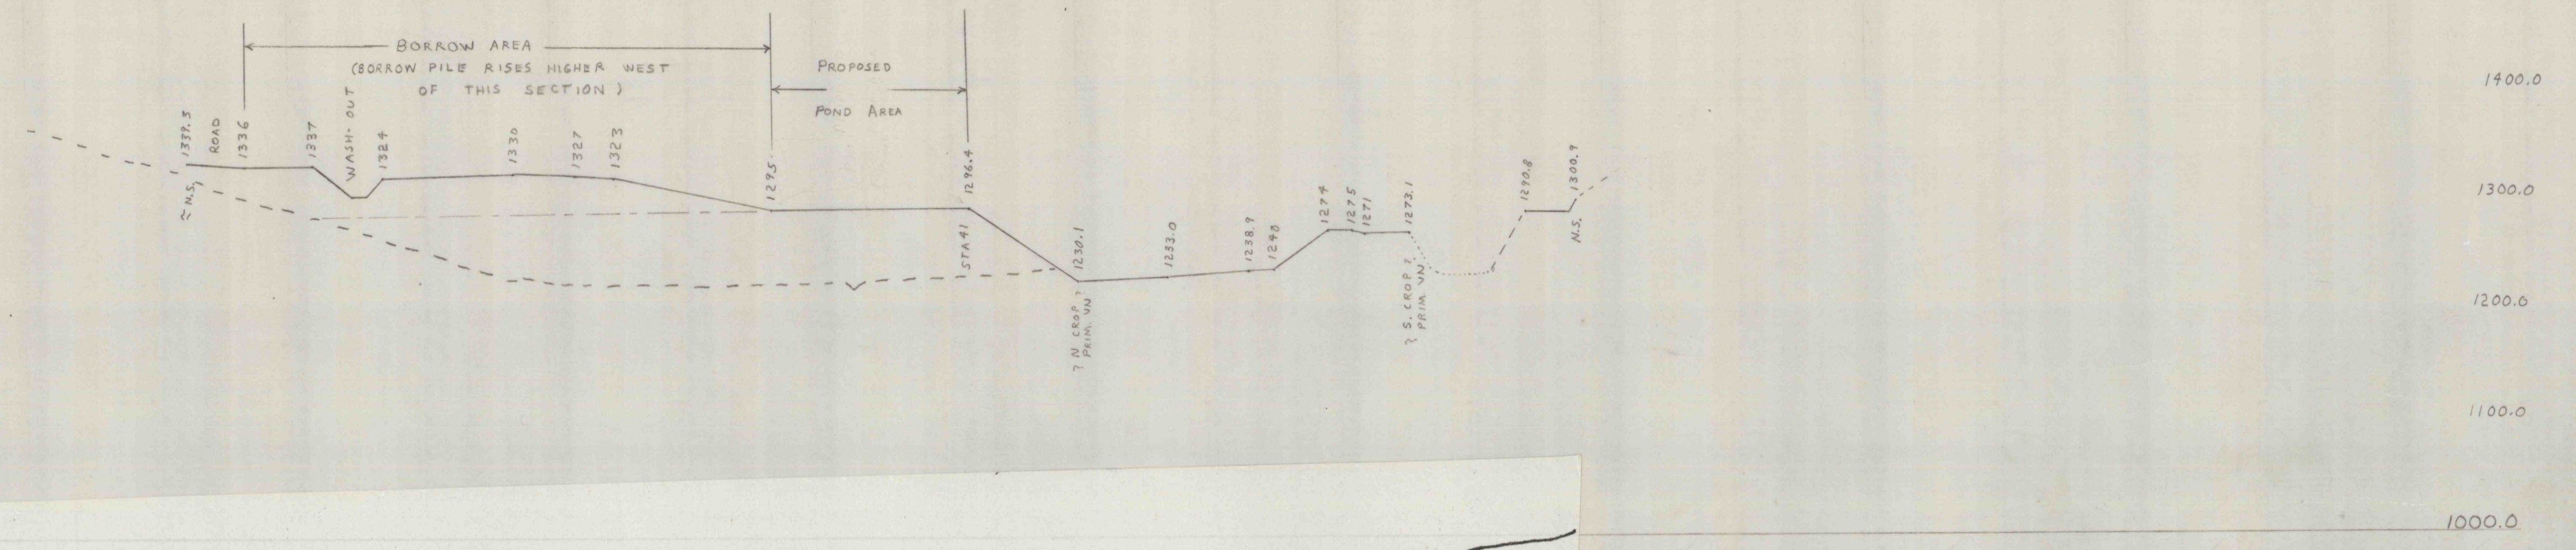 BORROW AREA
(BORROW PILE RISES HIGHER WEST
OF THIS SECTION)
PROPOSED
POND AREA
1339.5
ROAD
1336
1337
WASH-OUT
1324
1330
1327
1323
1295
1296.4
STA 41
≈ N.S.
1230.1
1233.0
1238.9
1240
1274
1275
1271
1273.1
1290.8
1300.9
N.S.
? N CROP ?
PRIM. VN
? S. CROP ?
PRIM. VN
1400.0
1300.0
1200.0
1100.0
1000.0